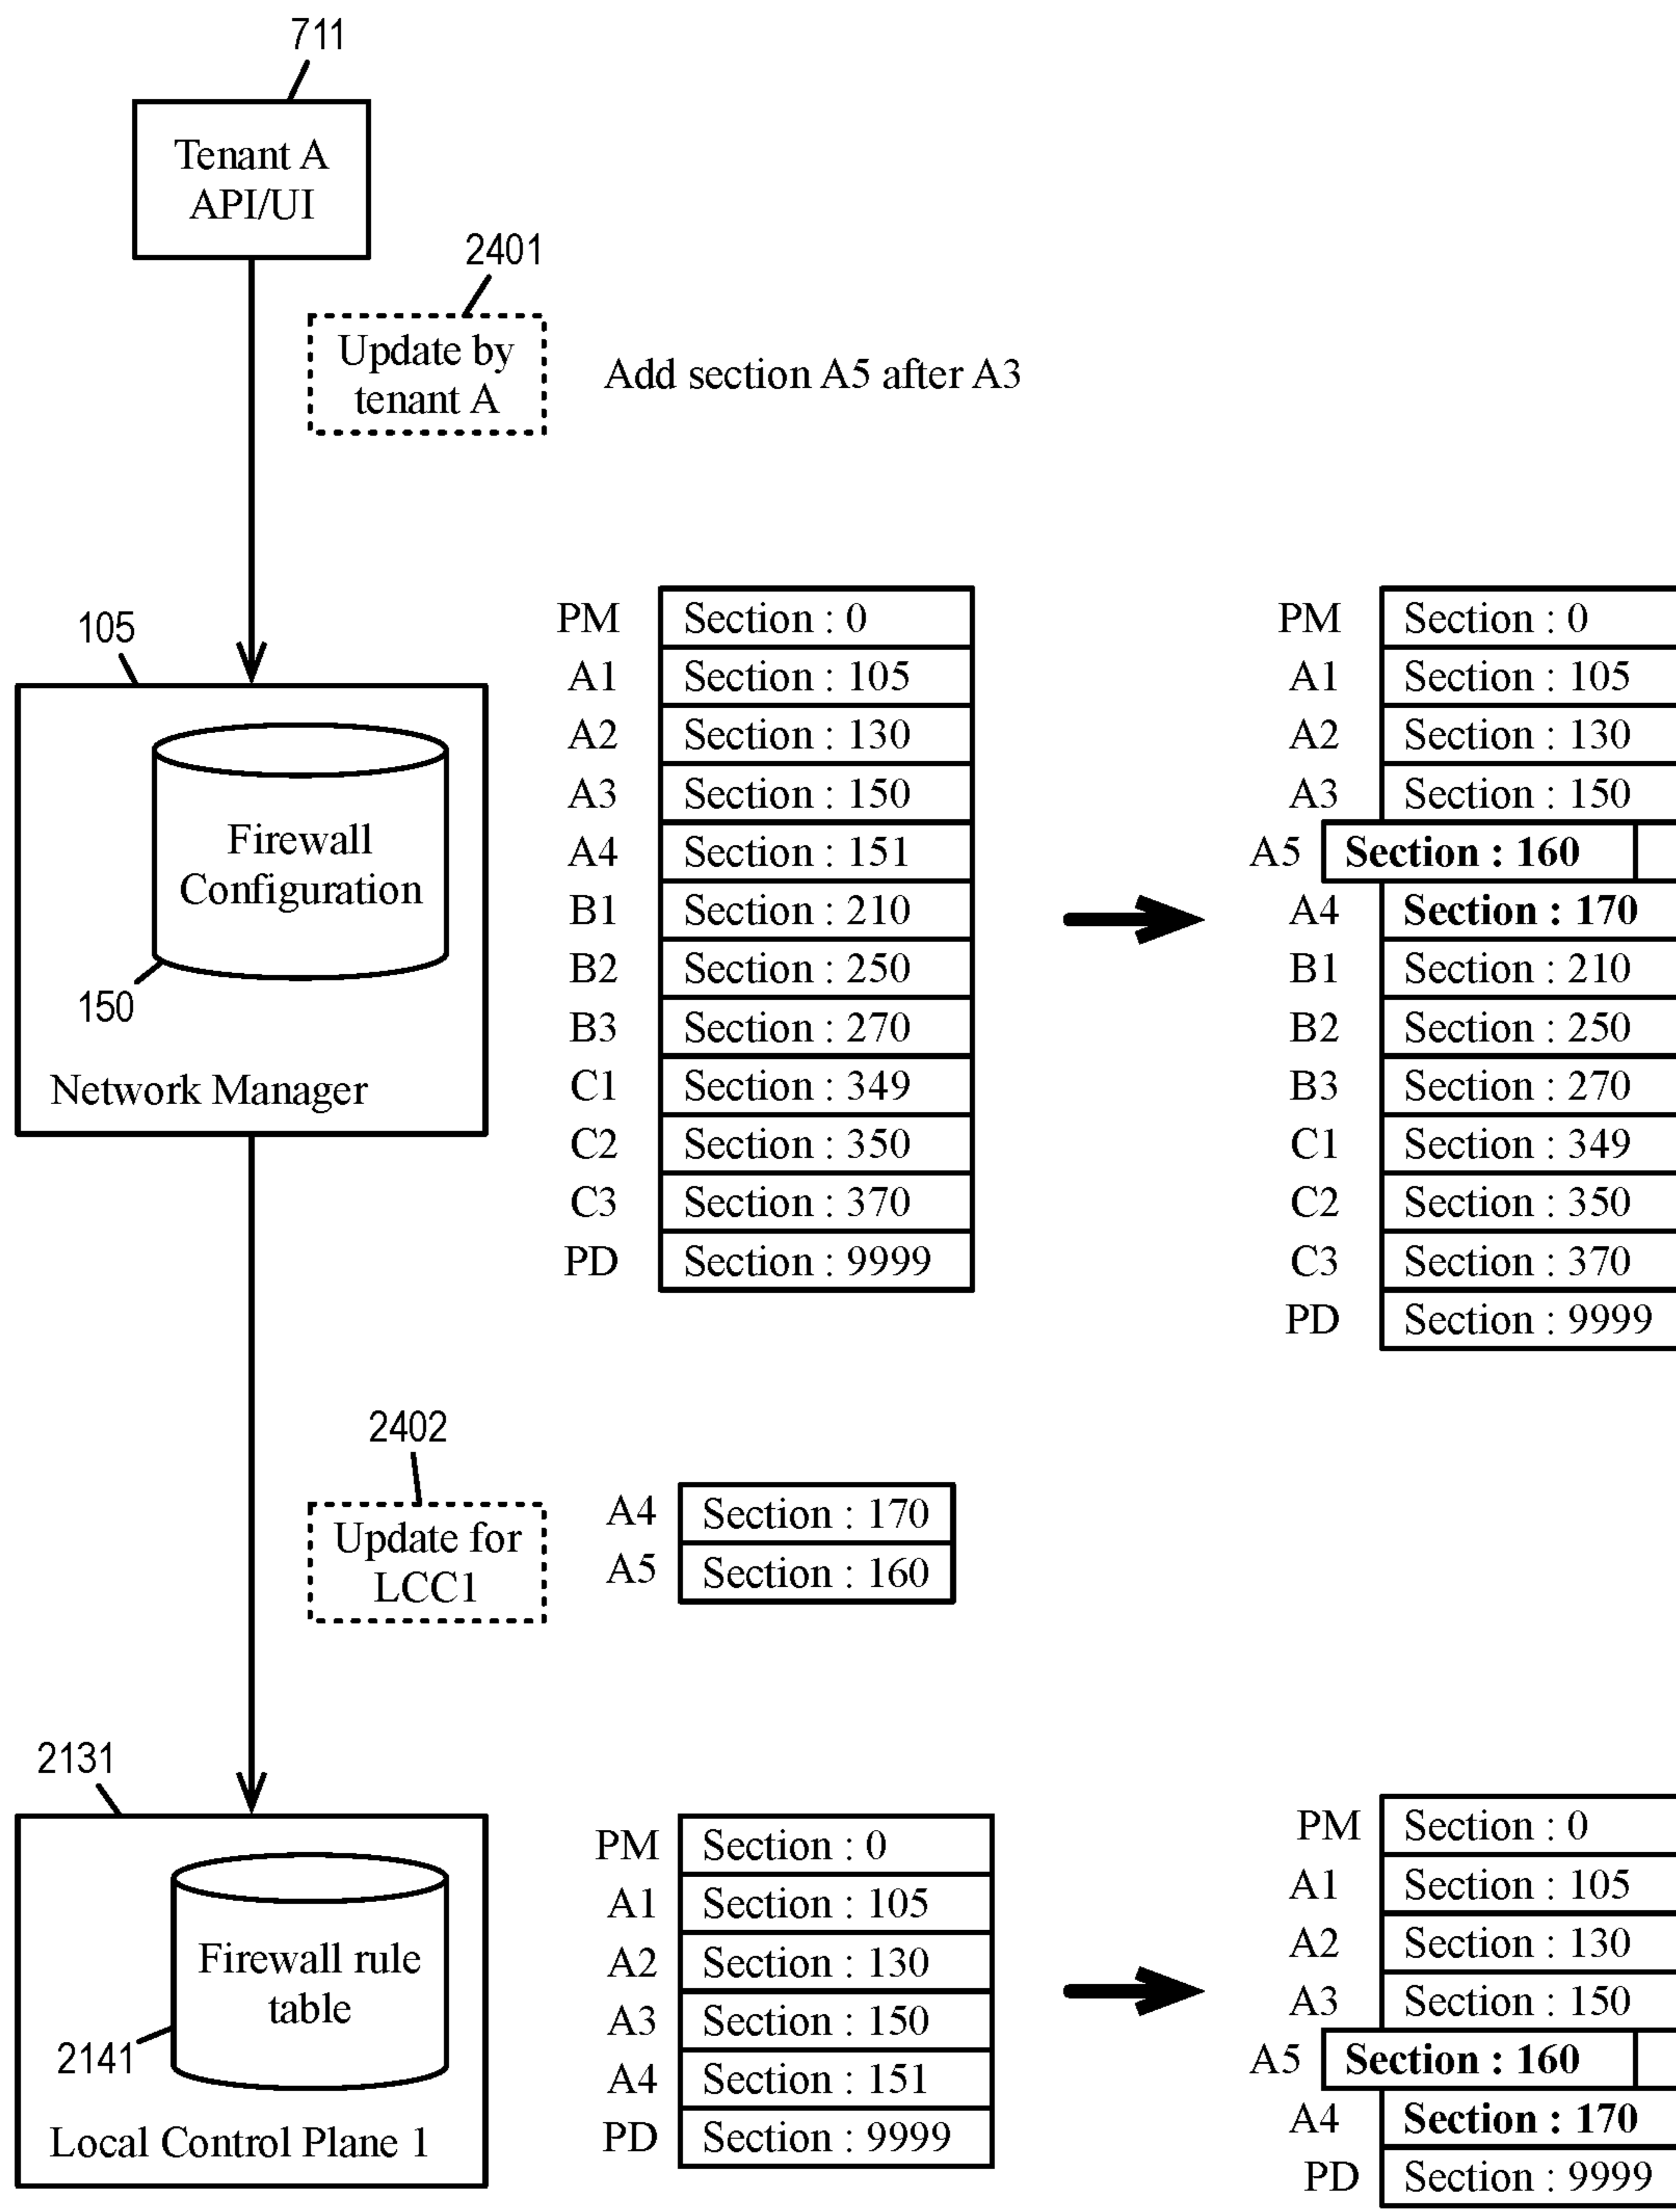 711
Tenant A
API/UI
2401
Update by
tenant A
Add section A5 after A3
105
Firewall
Configuration
150
Network Manager
PM Section : 0
A1 Section : 105
A2 Section : 130
A3 Section : 150
A4 Section : 151
B1 Section : 210
B2 Section : 250
B3 Section : 270
C1 Section : 349
C2 Section : 350
C3 Section : 370
PD Section : 9999
PM Section : 0
A1 Section : 105
A2 Section : 130
A3 Section : 150
A5 Section : 160
A4 Section : 170
B1 Section : 210
B2 Section : 250
B3 Section : 270
C1 Section : 349
C2 Section : 350
C3 Section : 370
PD Section : 9999
2402
Update for
LCC1
A4 Section : 170
A5 Section : 160
2131
Firewall rule
table
2141
Local Control Plane 1
PM Section : 0
A1 Section : 105
A2 Section : 130
A3 Section : 150
A4 Section : 151
PD Section : 9999
PM Section : 0
A1 Section : 105
A2 Section : 130
A3 Section : 150
A5 Section : 160
A4 Section : 170
PD Section : 9999